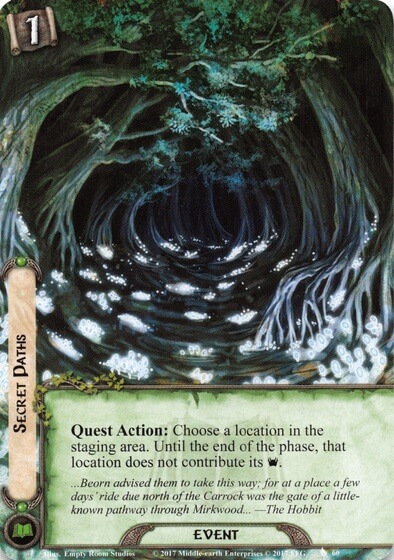 1
SECRET PATHS
Quest Action: Choose a location in the
staging area. Until the end of the phase, that
location does not contribute its .
...Beorn advised them to take this way; for at a place a few
days' ride due north of the Carrock was the gate of a little-
known pathway through Mirkwood... —The Hobbit
EVENT
Illus. Empty Room Studios © 2017 Middle-earth Enterprises © 2017 FFG 60